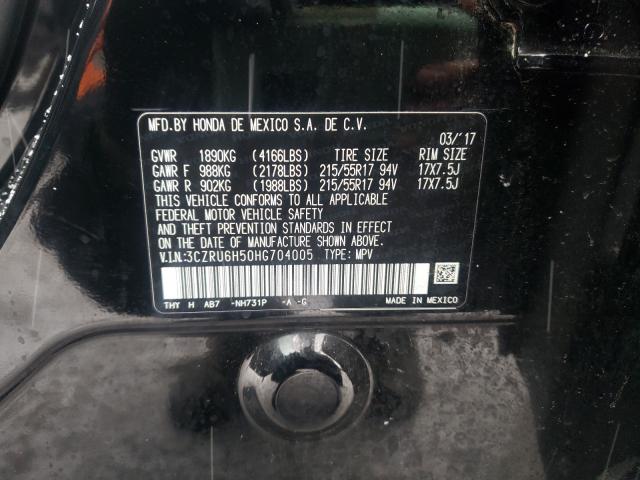 MFD.BY HONDA DE MEXICO S.A. DE C.V.
03/'17
GVWR 1890KG (4166LBS) TIRE SIZE RIM SIZE
GAWR F 988KG (2178LBS) 215/55R17 94V 17X7.5J
GAWR R 902KG (1988LBS) 215/55R17 94V 17X7.5J
THIS VEHICLE CONFORMS TO ALL APPLICABLE
FEDERAL MOTOR VEHICLE SAFETY
AND THEFT PREVENTION STANDARDS IN EFFECT
ON THE DATE OF MANUFACTURE SHOWN ABOVE.
V.I.N:3CZRU6H50HG704005 TYPE: MPV
THY H AB7 -NH731P -A -G
MADE IN MEXICO